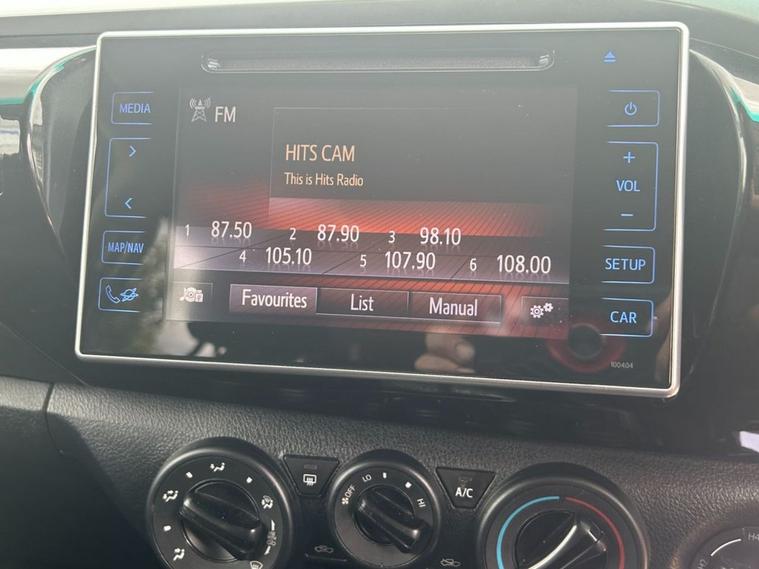 MEDIA
FM
HITS CAM
This is Hits Radio
1 87.50 2 87.90 3 98.10
4 105.10 5 107.90 6 108.00
Favourites List Manual
MAP/NAV
VOL
SETUP
CAR
100404
OFF LO HI
A/C
H4